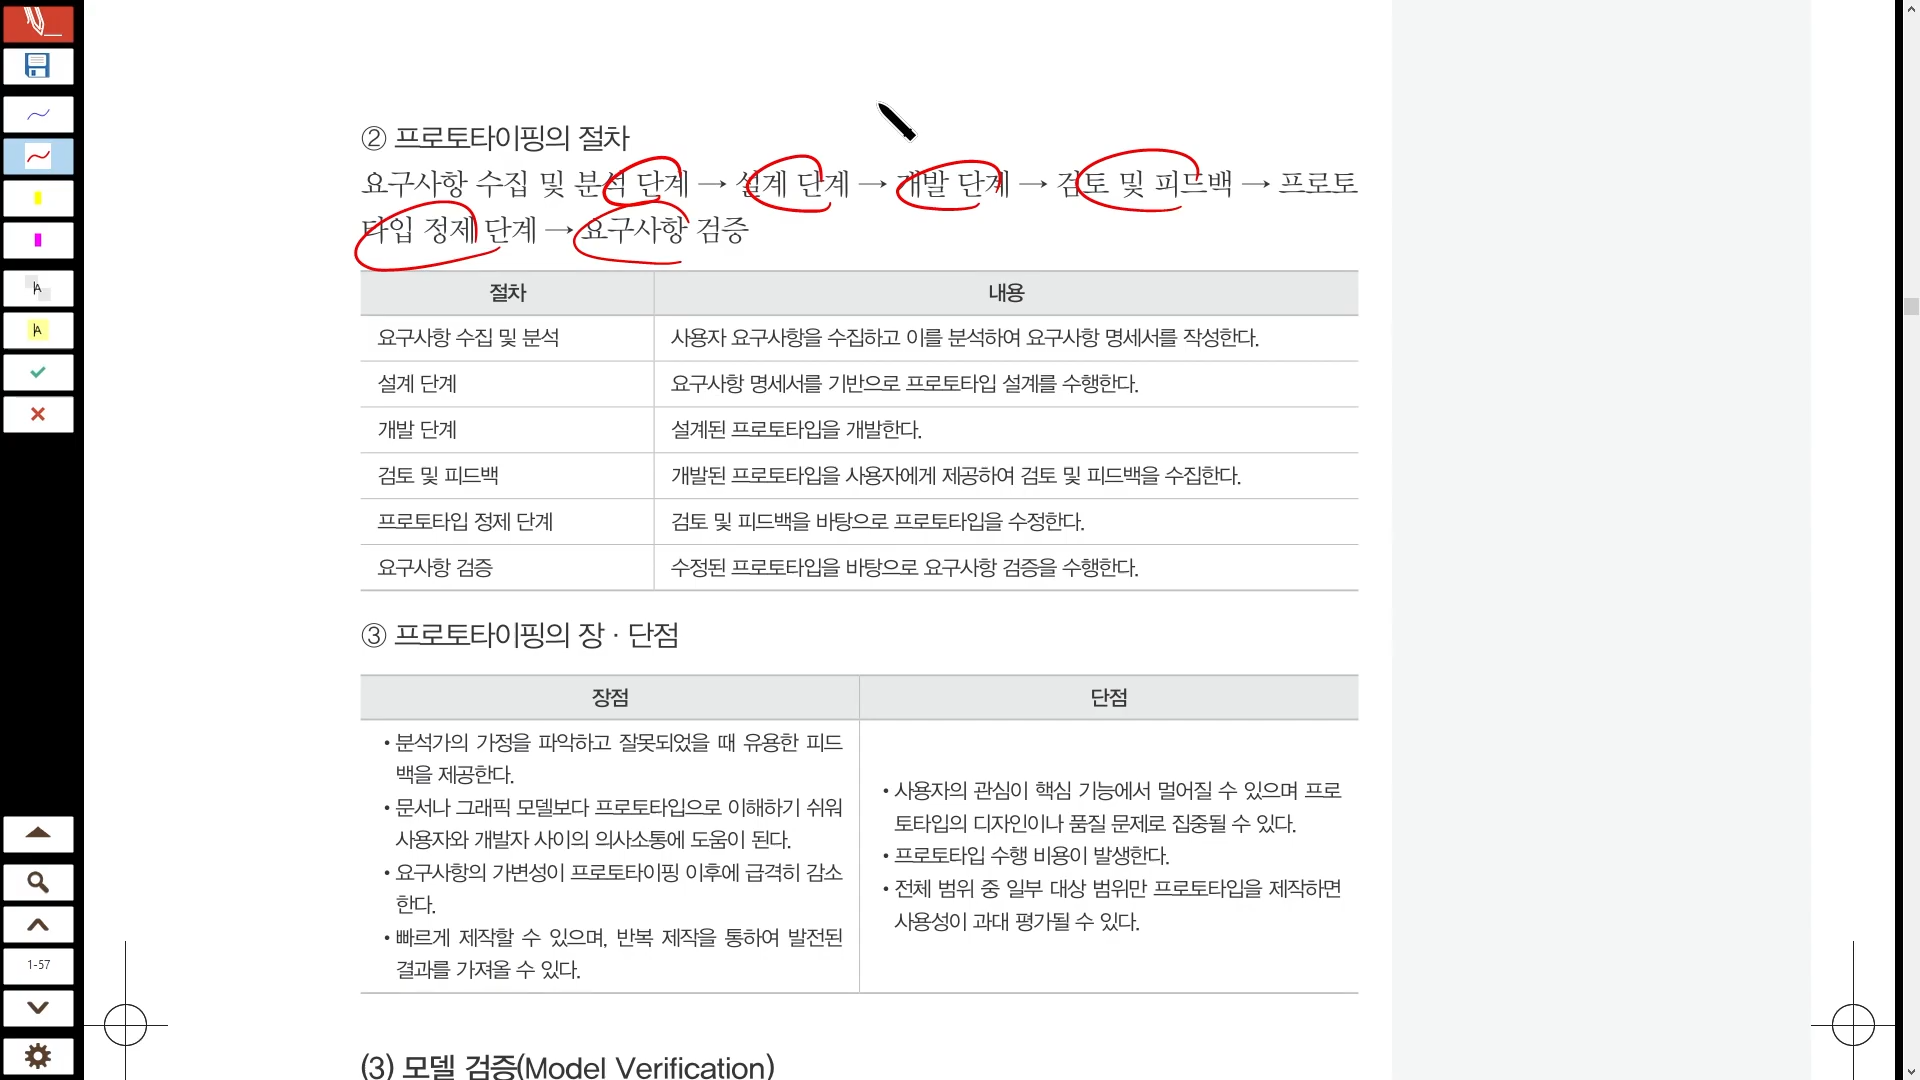 ② 프로토타이핑의 절차
요구사항 수집 및 분석 단계 → 설계 단계 → 개발 단계 → 검토 및 피드백 → 프로토
타입 정제 단계 → 요구사항 검증
절차 내용
요구사항 수집 및 분석 사용자 요구사항을 수집하고 이를 분석하여 요구사항 명세서를 작성한다.
설계 단계 요구사항 명세서를 기반으로 프로토타입 설계를 수행한다.
개발 단계 설계된 프로토타입을 개발한다.
검토 및 피드백 개발된 프로토타입을 사용자에게 제공하여 검토 및 피드백을 수집한다.
프로토타입 정제 단계 검토 및 피드백을 바탕으로 프로토타입을 수정한다.
요구사항 검증 수정된 프로토타입을 바탕으로 요구사항 검증을 수행한다.
③ 프로토타이핑의 장 · 단점
장점 단점
• 분석가의 가정을 파악하고 잘못되었을 때 유용한 피드
백을 제공한다.
• 문서나 그래픽 모델보다 프로토타입으로 이해하기 쉬워
사용자와 개발자 사이의 의사소통에 도움이 된다.
• 요구사항의 가변성이 프로토타이핑 이후에 급격히 감소
한다.
• 빠르게 제작할 수 있으며, 반복 제작을 통하여 발전된
결과를 가져올 수 있다.
• 사용자의 관심이 핵심 기능에서 멀어질 수 있으며 프로
토타입의 디자인이나 품질 문제로 집중될 수 있다.
• 프로토타입 수행 비용이 발생한다.
• 전체 범위 중 일부 대상 범위만 프로토타입을 제작하면
사용성이 과대 평가될 수 있다.
(3) 모델 검증(Model Verification)
A
A
1-57